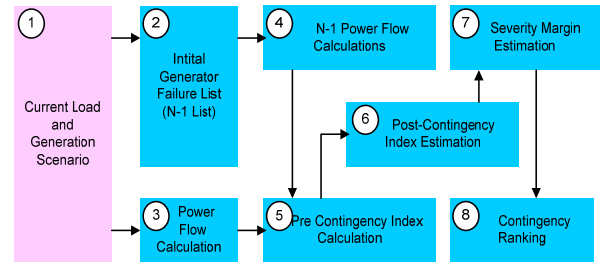 1
Current Load
and
Generation
Scenario
2
Intital
Generator
Failure List
(N-1 List)
3
Power
Flow
Calculation
4
N-1 Power Flow
Calculations
5
Pre Contingency Index
Calculation
6
Post-Contingency
Index Estimation
7
Severity Margin
Estimation
8
Contingency
Ranking